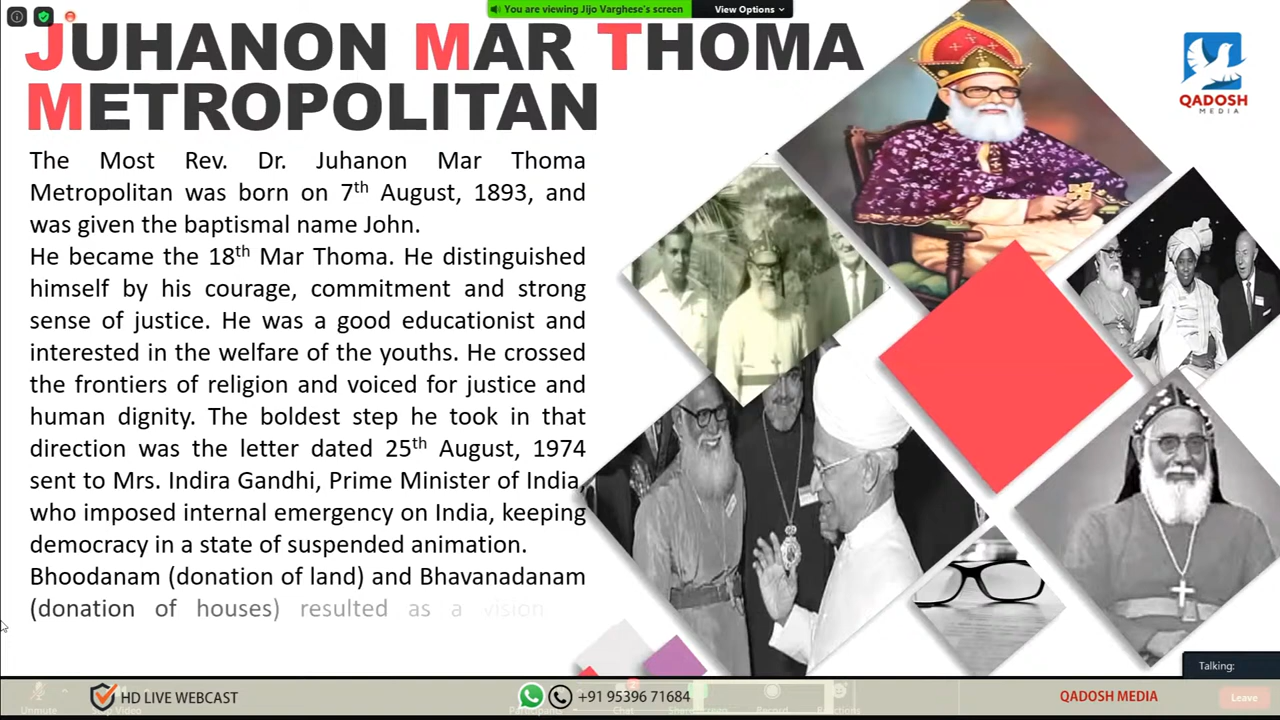 You are viewing Jijo Varghese's screen
View Options
JUHANON MAR THOMA
METROPOLITAN
QADOSH
MEDIA
The Most Rev. Dr. Juhanon Mar Thoma
Metropolitan was born on 7th August, 1893, and
was given the baptismal name John.
He became the 18th Mar Thoma. He distinguished
himself by his courage, commitment and strong
sense of justice. He was a good educationist and
interested in the welfare of the youths. He crossed
the frontiers of religion and voiced for justice and
human dignity. The boldest step he took in that
direction was the letter dated 25th August, 1974
sent to Mrs. Indira Gandhi, Prime Minister of India,
who imposed internal emergency on India, keeping
democracy in a state of suspended animation.
Bhoodanam (donation of land) and Bhavanadanam
(donation of houses) resulted as a vision
Talking:
HD LIVE WEBCAST
+91 95396 71684
QADOSH MEDIA
Unmute
Video
Chat
Record
Reactions
Leave